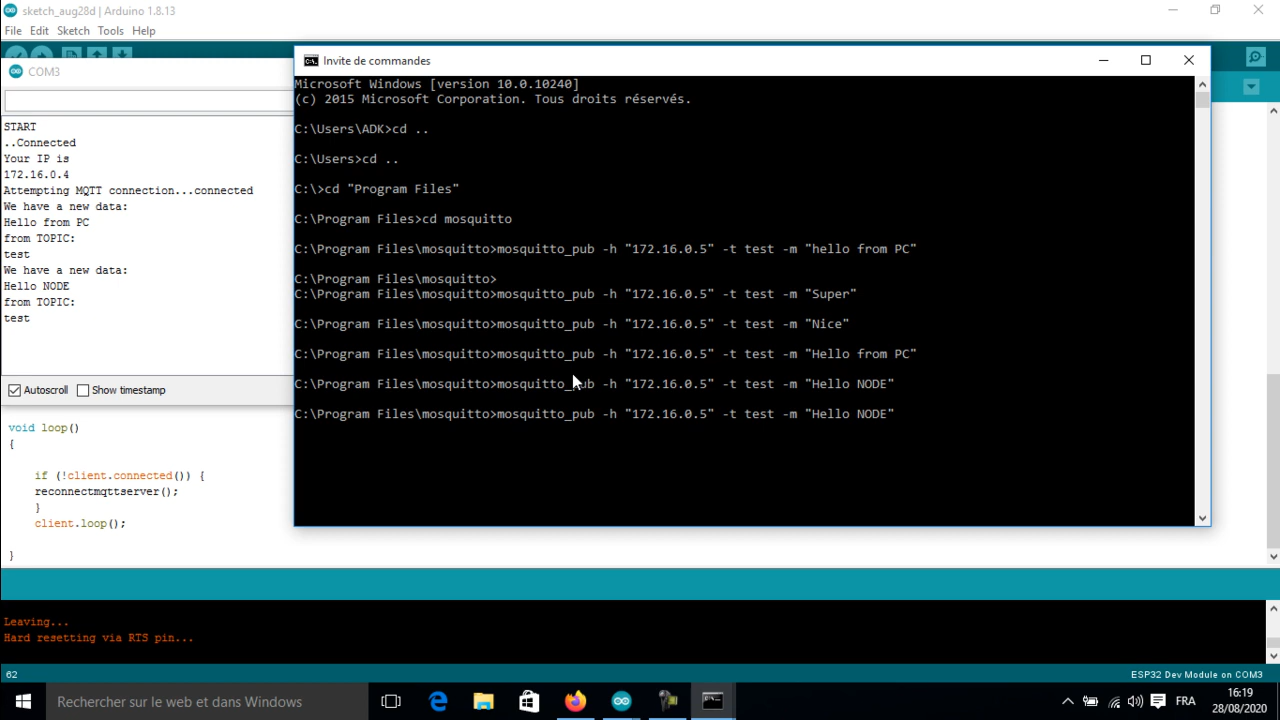 sketch_aug28d | Arduino 1.8.13
File Edit Sketch Tools Help
COM3
START
..Connected
Your IP is
172.16.0.4
Attempting MQTT connection...connected
We have a new data:
Hello from PC
from TOPIC:
test
We have a new data:
Hello NODE
from TOPIC:
test
Autoscroll Show timestamp
Invite de commandes
Microsoft Windows [version 10.0.10240]
(c) 2015 Microsoft Corporation. Tous droits réservés.
C:\Users\ADK>cd ..
C:\Users>cd ..
C:\>cd "Program Files"
C:\Program Files>cd mosquitto
C:\Program Files\mosquitto>mosquitto_pub -h "172.16.0.5" -t test -m "hello from PC"
C:\Program Files\mosquitto>
C:\Program Files\mosquitto>mosquitto_pub -h "172.16.0.5" -t test -m "Super"
C:\Program Files\mosquitto>mosquitto_pub -h "172.16.0.5" -t test -m "Nice"
C:\Program Files\mosquitto>mosquitto_pub -h "172.16.0.5" -t test -m "Hello from PC"
C:\Program Files\mosquitto>mosquitto_pub -h "172.16.0.5" -t test -m "Hello NODE"
C:\Program Files\mosquitto>mosquitto_pub -h "172.16.0.5" -t test -m "Hello NODE"
void loop()
{
if (!client.connected()) {
reconnectmqttserver();
}
client.loop();
}
Leaving...
Hard resetting via RTS pin...
62
ESP32 Dev Module on COM3
Rechercher sur le web et dans Windows
FRA
16:19
28/08/2020